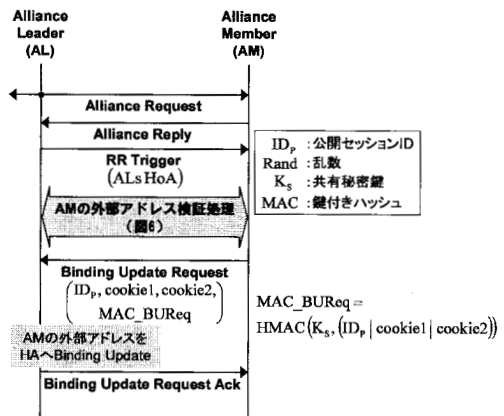 Alliance
Leader
(AL)
Alliance
Member
(AM)
Alliance Request
Alliance Reply
RR Trigger
(ALsHoA)
ID_P :公開セッションID
Rand :乱数
K_S :共有秘密鍵
MAC :鍵付きハッシュ
AMの外部アドレス検証処理
(図6)
Binding Update Request
(ID_P, cookie1, cookie2,
MAC_BUReq)
MAC_BUReq=
HMAC(K_S, (ID_P | cookie1 | cookie2))
AMの外部アドレスを
HAへBinding Update
Binding Update Request Ack